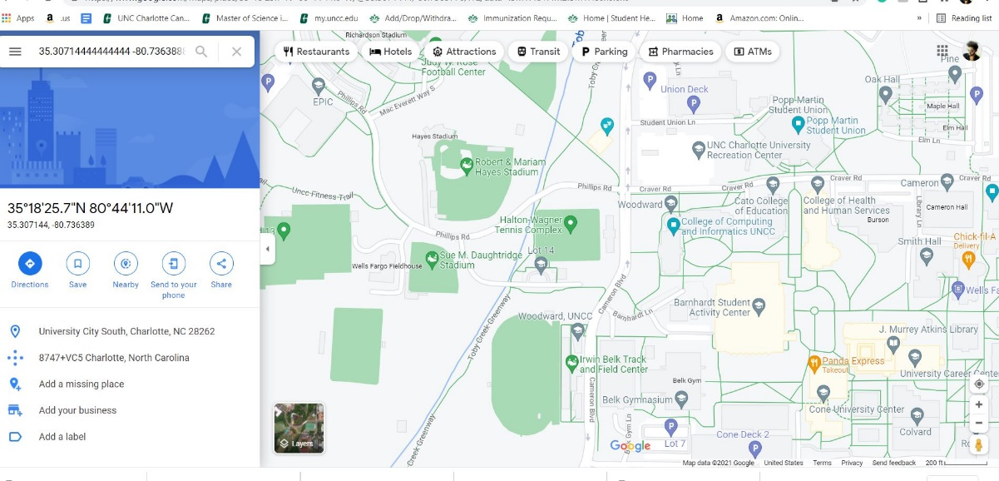 Apps
.us
UNC Charlotte Can...
Master of Science i...
my.uncc.edu
Add/Drop/Withdra...
Immunization Requ...
Home | Student He...
Home
Amazon.com: Onlin...
»
Reading list
35.30714444444444 -80.736388
35°18'25.7"N 80°44'11.0"W
35.307144, -80.736389
Directions
Save
Nearby
Send to your
phone
Share
University City South, Charlotte, NC 28262
8747+VC5 Charlotte, North Carolina
Add a missing place
Add your business
Add a label
Restaurants
Hotels
Attractions
Transit
Parking
Pharmacies
ATMs
Richardson Stadium
Judy W. Rose
Football Center
EPIC
Phillips Rd
Mac Everett Way S
Toby C
Union Deck
Student Union Ln
Popp Martin
Student Union
Popp Martin
Student Union
Oak Hall
Pine
Maple Hall
Elm Hall
Elm Ln
Hayes Stadium
Robert & Mariam
Hayes Stadium
UNC Charlotte University
Recreation Center
Uncc Fitness Trail
Phillips Rd
Craver Rd
Craver Rd
Craver Rd
Craver Rd
Cameron
Woodward
Cato College
of Education
College of Health
and Human Services
Burson
Library Ln
Cameron Hall
Halton-Wagner
Tennis Complex
College of Computing
and Informatics UNCC
Phillips Rd
Lot 14
Smith Hall
Chick-fil-A
Delivery
Wells Fargo Fieldhouse
Sue M. Daughtridge
Stadium
Wells Fa
Cameron Blvd
Barnhardt Ln
Barnhardt Student
Activity Center
Woodward, UNCC
Toby Creek Greenway
J. Murrey Atkins Library
Irwin Belk Track
and Field Center
Panda Express
Takeout
University Career Cente
Belk Gym
Cameron Blvd
Belk Gymnasium
Cone University Center
Colvard
Creek Greenway
Gym Ln
Lot 7
Cone Deck 2
Layers
Google
Map data ©2021 Google
United States
Terms
Privacy
Send feedback
200 ft